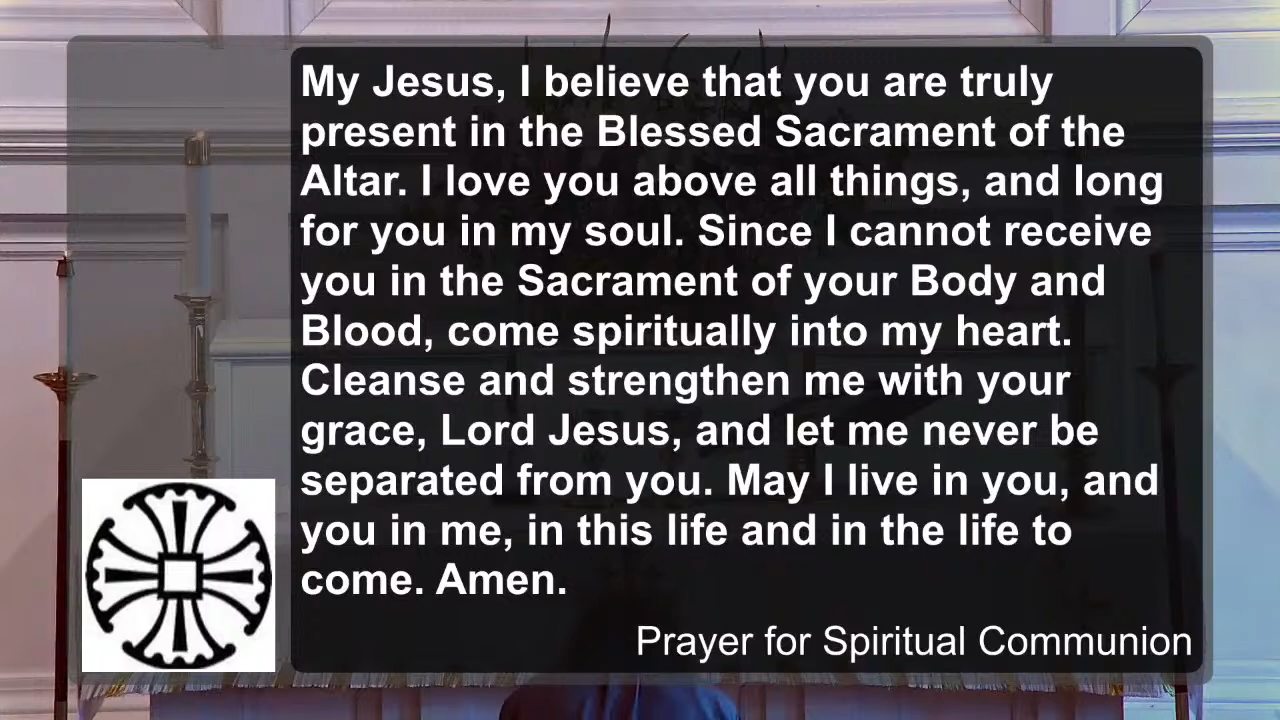 My Jesus, I believe that you are truly
present in the Blessed Sacrament of the
Altar. I love you above all things, and long
for you in my soul. Since I cannot receive
you in the Sacrament of your Body and
Blood, come spiritually into my heart.
Cleanse and strengthen me with your
grace, Lord Jesus, and let me never be
separated from you. May I live in you, and
you in me, in this life and in the life to
come. Amen.
Prayer for Spiritual Communion